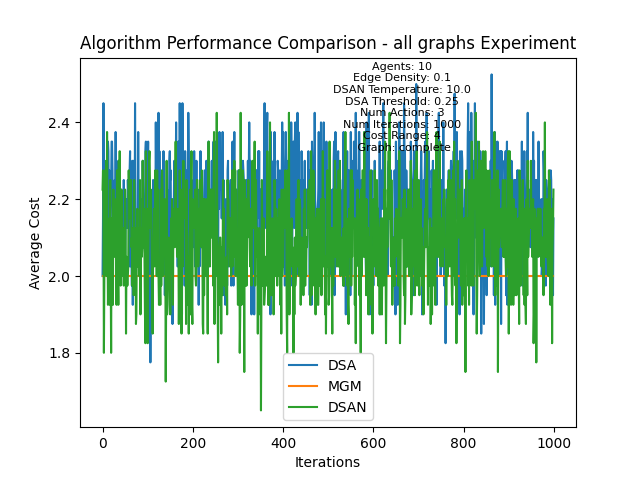 Algorithm Performance Comparison - all graphs Experiment
Agents: 10
Edge Density: 0.1
DSAN Temperature: 10.0
DSA Threshold: 0.25
Num Actions: 3
Num Iterations: 1000
Cost Range: 4
Graph: complete
Average Cost
2.4
2.2
2.0
1.8
DSA
MGM
DSAN
0 200 400 600 800 1000
Iterations